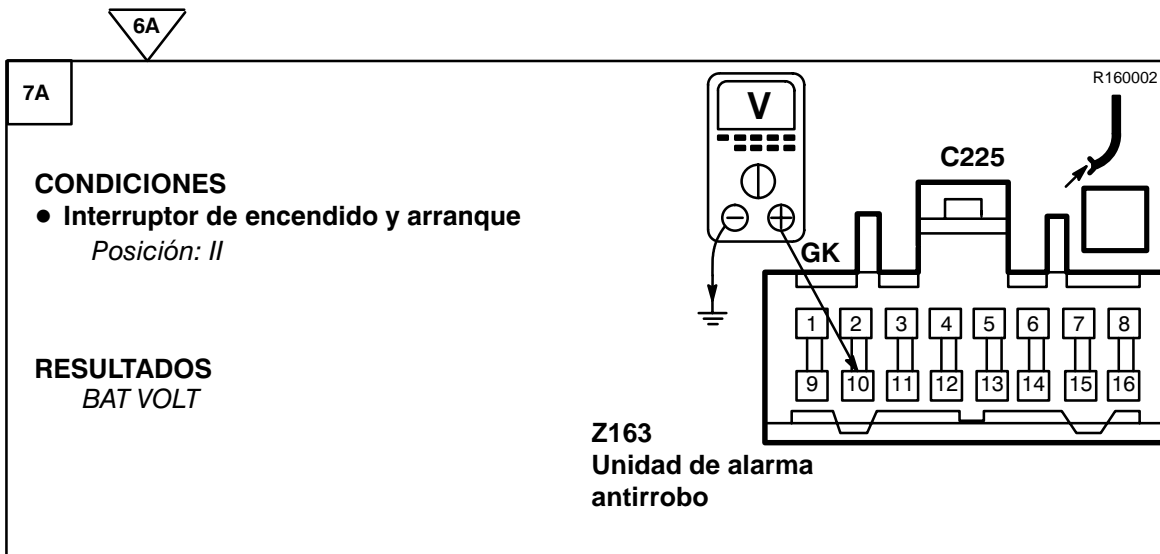 6A
7A
R160002
V
C225
CONDICIONES
● Interruptor de encendido y arranque
Posición: II
GK
1 2 3 4 5 6 7 8
RESULTADOS
BAT VOLT
9 10 11 12 13 14 15 16
Z163
Unidad de alarma
antirrobo